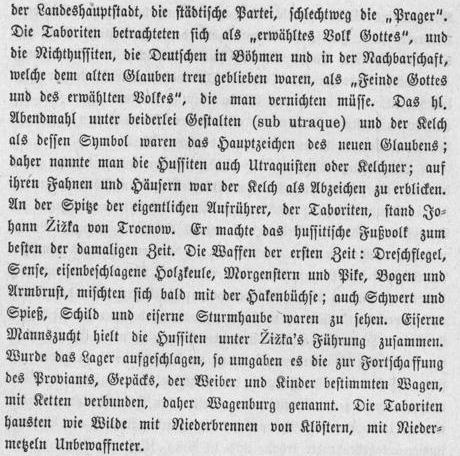 der Landeshauptstadt, die städtische Partei, schlechtweg die „Prager“.
Die Taboriten betrachteten sich als „erwähltes Volk Gottes“, und
die Nichthussiten, die Deutschen in Böhmen und in der Nachbarschaft,
welche dem alten Glauben treu geblieben waren, als „Feinde Gottes
und des erwählten Volkes“, die man vernichten müsse. Das hl.
Abendmahl unter beiderlei Gestalten (sub utraque) und der Kelch
als dessen Symbol waren das Hauptzeichen des neuen Glaubens;
daher nannte man die Hussiten auch Utraquisten oder Kelchner; auf
ihren Fahnen und Häusern war der Kelch als Abzeichen zu erblicken.
An der Spitze der eigentlichen Aufrührer, der Taboriten, stand Jo-
hann Žižka von Trocnow. Er machte das hussitische Fußvolk zum
besten der damaligen Zeit. Die Waffen der ersten Zeit: Dreschflegel,
Sense, eisenbeschlagene Holzkeule, Morgenstern und Pike, Bogen und
Armbrust, mischten sich bald mit der Hakenbüchse; auch Schwert und
Spieß, Schild und eiserne Sturmhaube waren zu sehen. Eiserne
Mannszucht hielt die Hussiten unter Žižka's Führung zusammen.
Wurde das Lager aufgeschlagen, so umgaben es die zur Fortschaffung
des Proviants, Gepäcks, der Weiber und Kinder bestimmten Wagen,
mit Ketten verbunden, daher Wagenburg genannt. Die Taboriten
hausten wie Wilde mit Niederbrennen von Klöstern, mit Nieder-
metzeln Unbewaffneter.